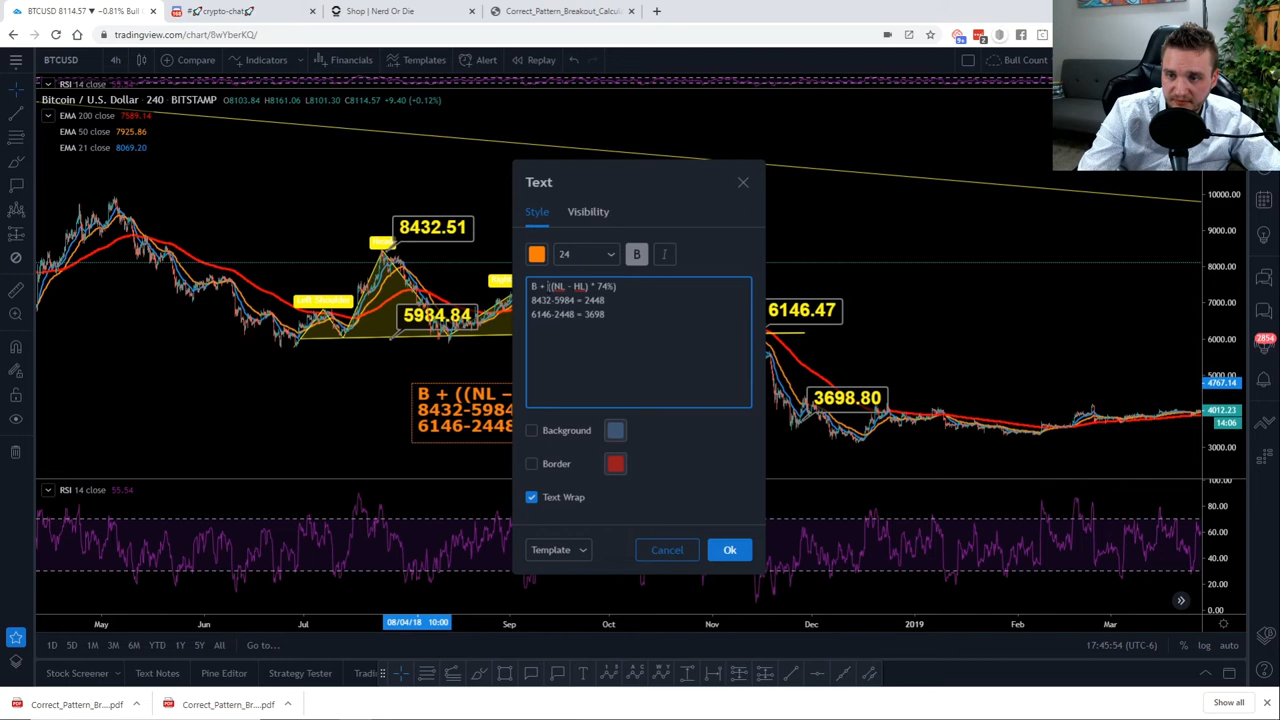 BTCUSD 8114.57 −0.81% Bull C
#🚀crypto-chat🚀
Shop | Nerd Or Die
Correct_Pattern_Breakout_Calcu
tradingview.com/chart/8wYberKQ/
BTCUSD
4h
Compare
Indicators
Financials
Templates
Alert
Replay
Bull Count
RSI 14 close 55.54
Bitcoin / U.S. Dollar · 240 · BITSTAMP O8103.84 H8161.06 L8101.30 C8114.57 +9.40 (+0.12%)
EMA 200 close 7589.14
EMA 50 close 7925.86
EMA 21 close 8069.20
Head
8432.51
Left Shoulder
Right
5984.84
6146.47
3698.80
B + ((NL −
8432-5984
6146-2448
Text
Style
Visibility
24
B
I
B + ((NL − HL) * 74%)
8432-5984 = 2448
6146-2448 = 3698
Background
Border
Text Wrap
Template
Cancel
Ok
10000.00
8000.00
7000.00
6000.00
5000.00
4767.14
4012.23
14:06
3000.00
2854
RSI 14 close 55.54
100.00
80.00
60.00
40.00
20.00
0.00
May
Jun
Jul
08/04/18 10:00
Sep
Oct
Nov
Dec
2019
Feb
Mar
1D
5D
1M
3M
6M
YTD
1Y
5Y
All
Go to...
17:45:54 (UTC-6)
%
log
auto
Stock Screener
Text Notes
Pine Editor
Strategy Tester
Tradin
Correct_Pattern_Br....pdf
Correct_Pattern_Br....pdf
Show all